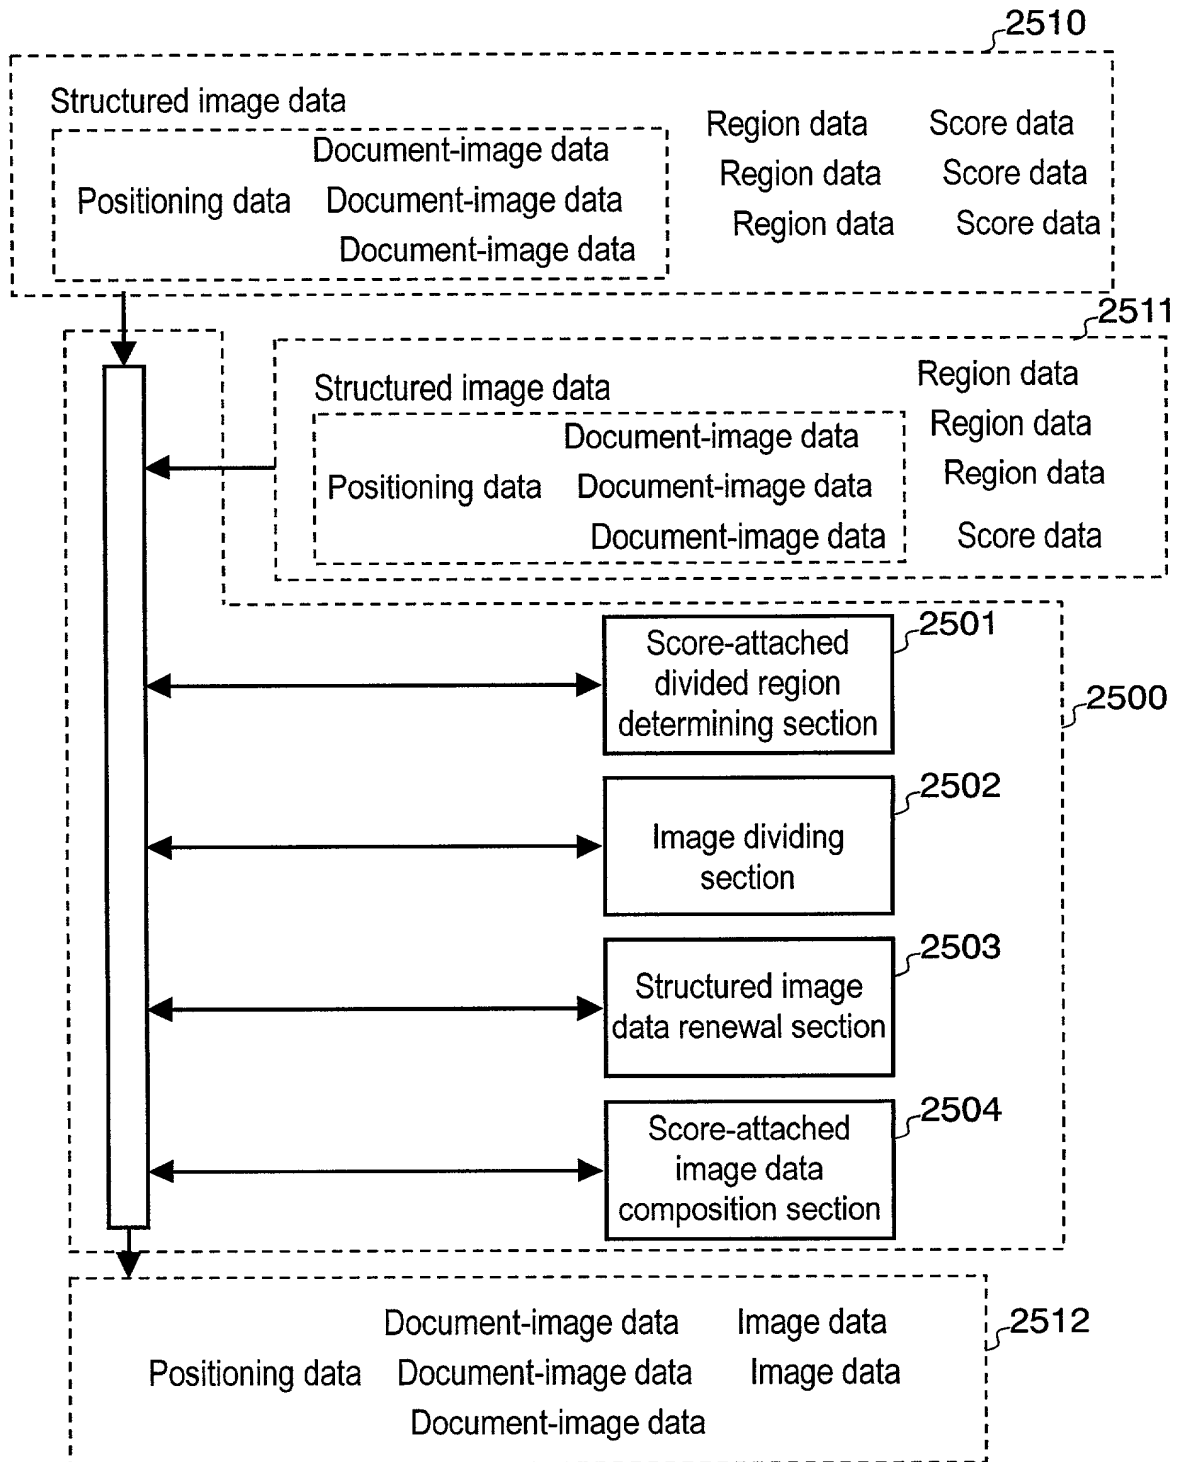 2510
Structured image data
Document-image data
Positioning data Document-image data
Document-image data
Region data Score data
Region data Score data
Region data Score data
2511
Structured image data
Document-image data
Positioning data Document-image data
Document-image data
Region data
Region data
Region data
Score data
2501
Score-attached
divided region
determining section
2500
2502
Image dividing
section
2503
Structured image
data renewal section
2504
Score-attached
image data
composition section
2512
Document-image data Image data
Positioning data Document-image data Image data
Document-image data